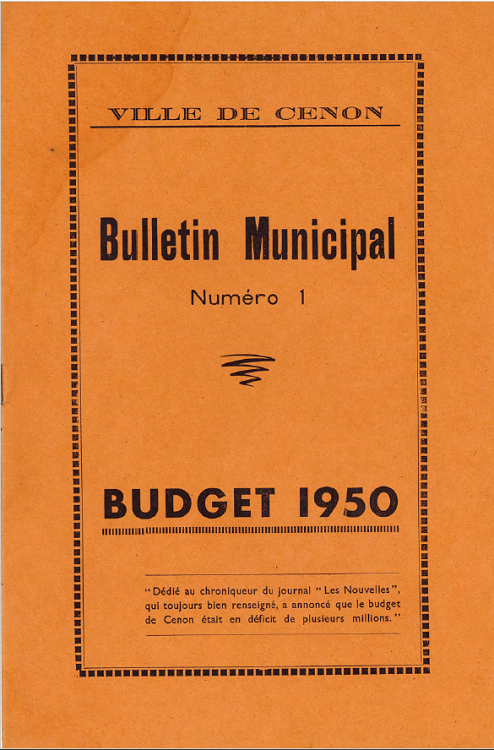 VILLE DE CENON
Bulletin Municipal
Numéro 1
BUDGET 1950
"Dédié au chroniqueur du journal "Les Nouvelles",
qui toujours bien renseigné, a annoncé que le budget
de Cenon était en déficit de plusieurs millions."